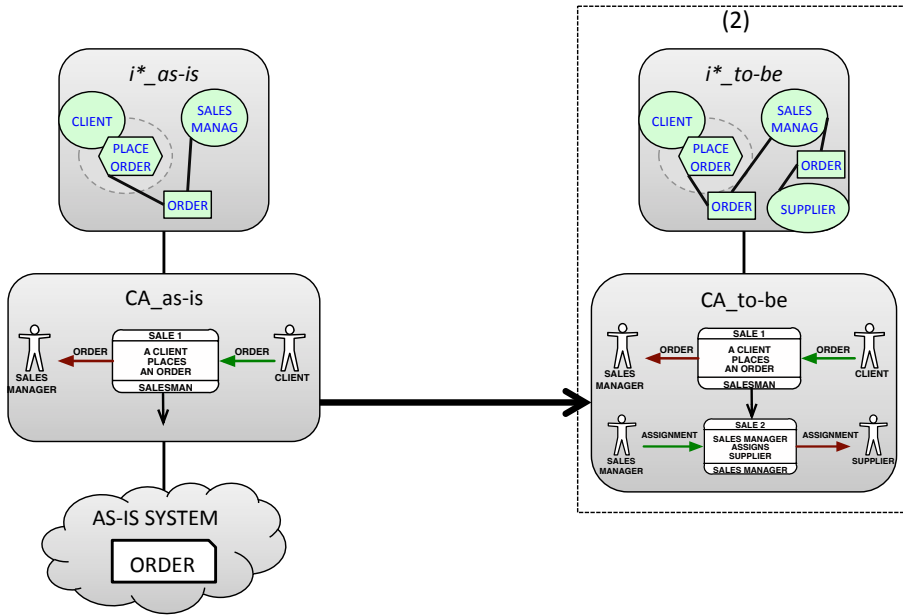 (2)
i*_as-is
CLIENT
SALES
MANAG
PLACE
ORDER
ORDER
i*_to-be
CLIENT
SALES
MANAG
PLACE
ORDER
ORDER
ORDER
SUPPLIER
CA_as-is
SALE 1
ORDER
A CLIENT
PLACES
AN ORDER
ORDER
SALES
MANAGER
SALESMAN
CLIENT
CA_to-be
SALE 1
ORDER
A CLIENT
PLACES
AN ORDER
ORDER
SALES
MANAGER
SALESMAN
CLIENT
SALE 2
ASSIGNMENT
SALES MANAGER
ASSIGNS
SUPPLIER
ASSIGNMENT
SALES
MANAGER
SALES MANAGER
SUPPLIER
AS-IS SYSTEM
ORDER